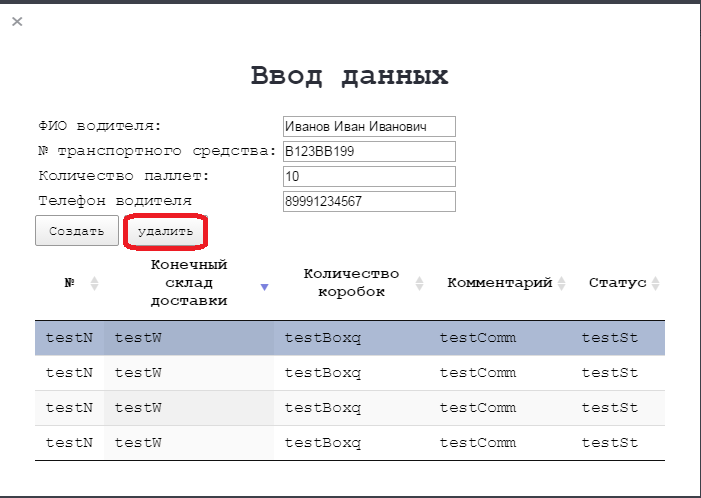 ×
Ввод данных
ФИО водителя: Иванов Иван Иванович
№ транспортного средства: В123ВВ199
Количество паллет: 10
Телефон водителя 89991234567
Создать удалить
№ Конечный склад доставки Количество коробок Комментарий Статус
testN testW testBoxq testComm testSt
testN testW testBoxq testComm testSt
testN testW testBoxq testComm testSt
testN testW testBoxq testComm testSt